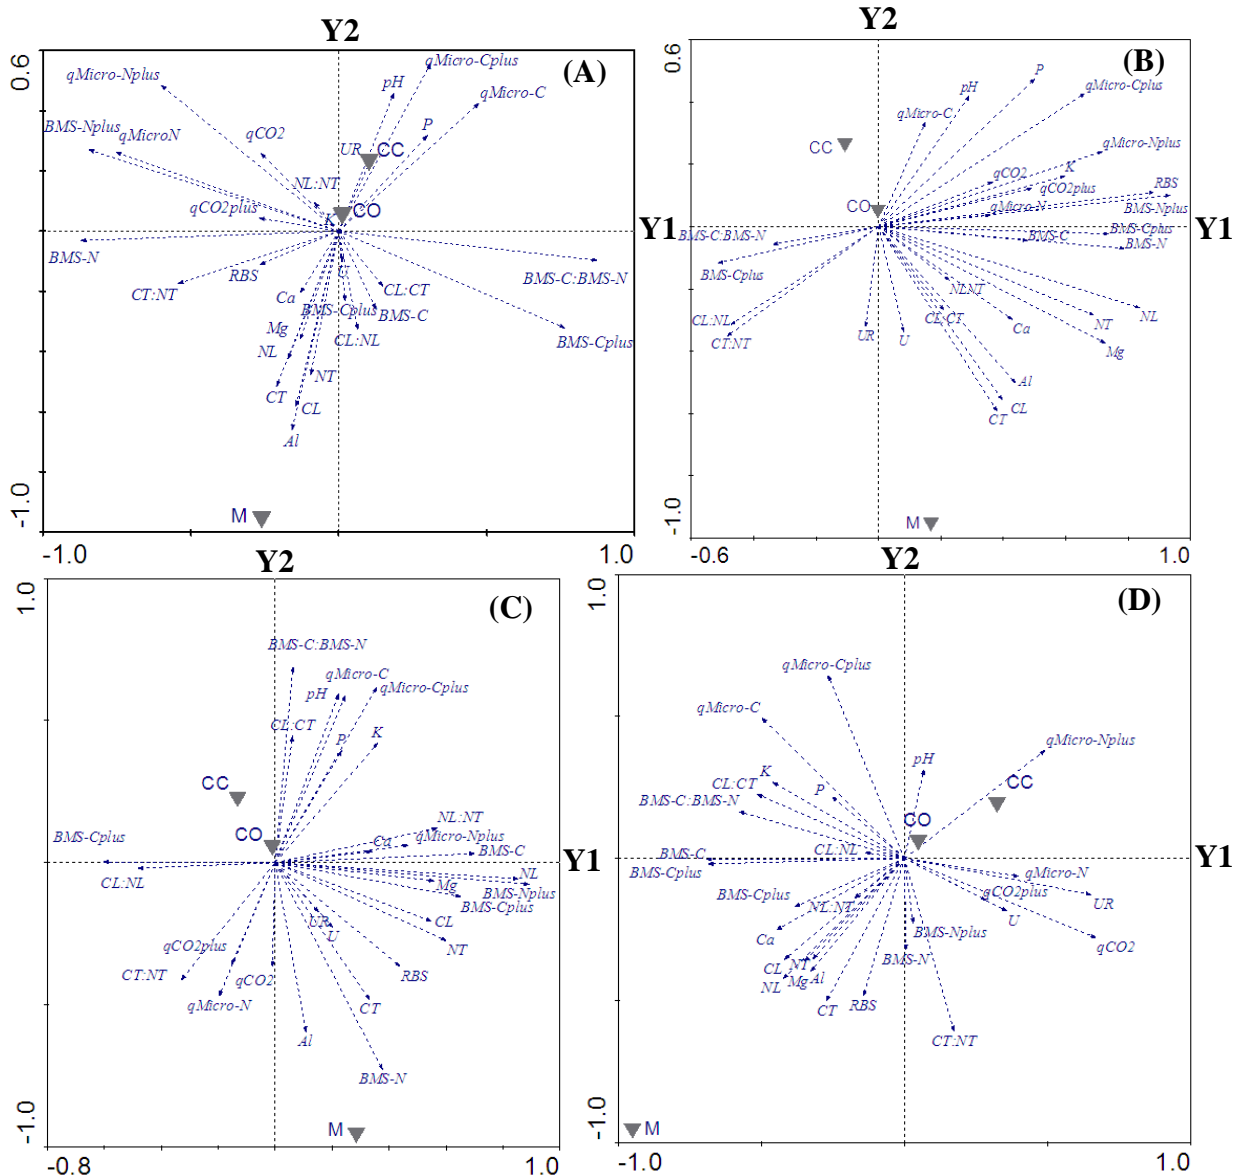 Y2
0.6
(A)
qMicro-Nplus
qMicro-Cplus
pH
qMicro-C
BMS-Nplus
qMicroN
qCO2
P
UR
CC
NL:NT
qCO2plus
K
CO
Y1
BMS-N
U
BMS-C:BMS-N
CT:NT
RBS
Ca
CL:CT
BMS-Cplus
BMS-C
Mg
CL:NL
BMS-Cplus
NL
NT
CT
CL
Al
M
-1.0
-1.0
1.0
Y2
0.6
(B)
P
pH
qMicro-Cplus
qMicro-C
CC
qMicro-Nplus
qCO2
K
qCO2plus
RBS
CO
qMicro-N
BMS-Nplus
Y1
BMS-C:BMS-N
BMS-C
BMS-Cplus
BMS-N
BMS-Cplus
NL:NT
CL:NL
CL:CT
NT
NL
CT:NT
UR
U
Ca
Mg
Al
CL
CT
M
-1.0
-0.6
1.0
Y2
1.0
(C)
BMS-C:BMS-N
qMicro-C
pH
qMicro-Cplus
CL:CT
P
K
CC
NL:NT
CO
Ca
qMicro-Nplus
BMS-Cplus
BMS-C
Y1
CL:NL
NL
Mg
BMS-Nplus
BMS-Cplus
UR
CL
U
NT
qCO2plus
CT:NT
qCO2
RBS
qMicro-N
CT
Al
BMS-N
M
-1.0
-0.8
1.0
Y2
1.0
(D)
qMicro-Cplus
qMicro-C
qMicro-Nplus
pH
K
CL:CT
P
CC
BMS-C:BMS-N
CO
CL:NL
BMS-C
Y1
BMS-Cplus
qMicro-N
BMS-Cplus
NL:NT
qCO2plus
UR
U
Ca
BMS-Nplus
qCO2
BMS-N
CL
NT
NL
Mg
Al
CT
RBS
CT:NT
M
-1.0
-1.0
1.0